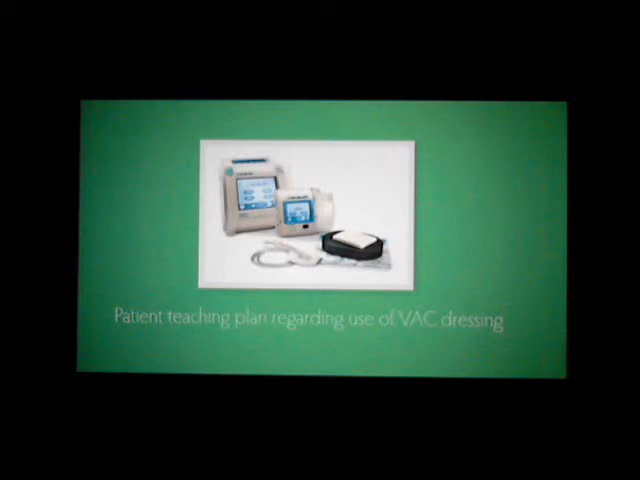 Patient teaching plan regarding use of VAC dressing